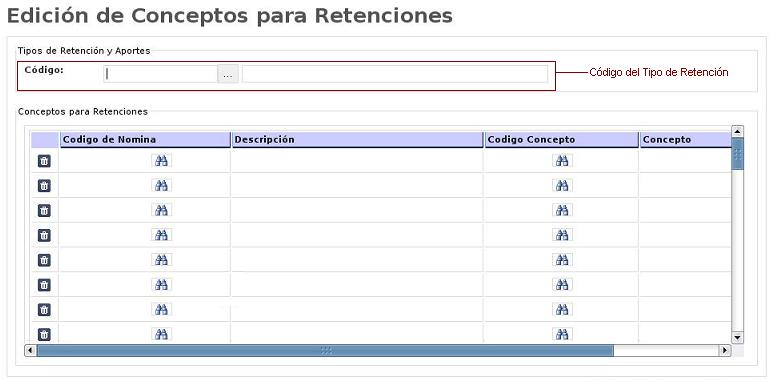 Edición de Conceptos para Retenciones
Tipos de Retención y Aportes
Código: ... Código del Tipo de Retención
Conceptos para Retenciones
Codigo de Nomina Descripción Codigo Concepto Concepto